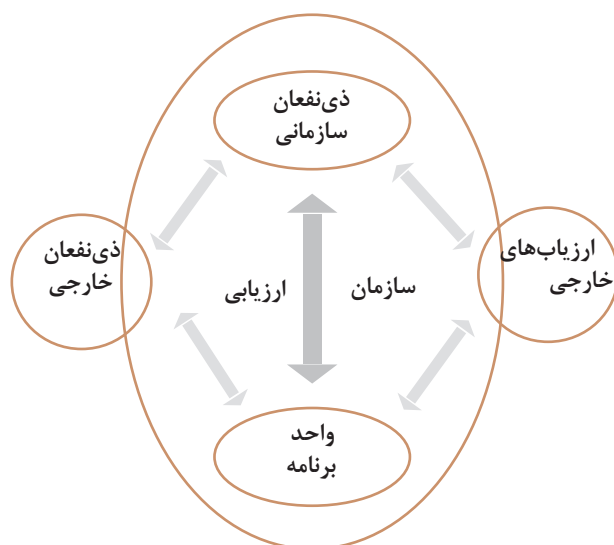 ذی‌نفعان
سازمانی
ارزیاب‌های
خارجی
ذی‌نفعان
خارجی
سازمان
ارزیابی
واحد
برنامه